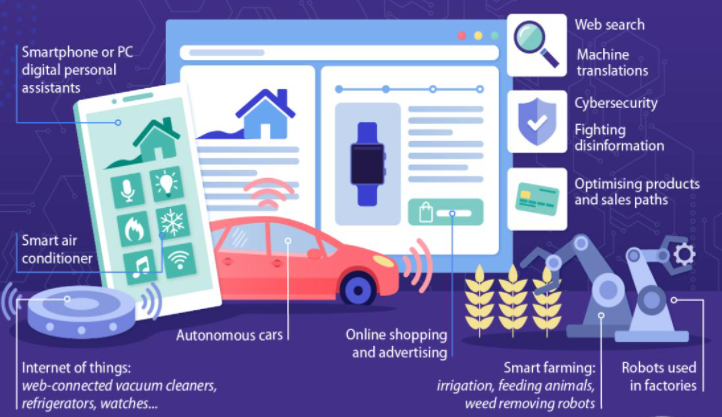 Smartphone or PC
digital personal
assistants
Web search
Machine
translations
Cybersecurity
Fighting
disinformation
Optimising products
and sales paths
Smart air
conditioner
Autonomous cars
Online shopping
and advertising
Internet of things:
web-connected vacuum cleaners,
refrigerators, watches...
Smart farming:
irrigation, feeding animals,
weed removing robots
Robots used
in factories